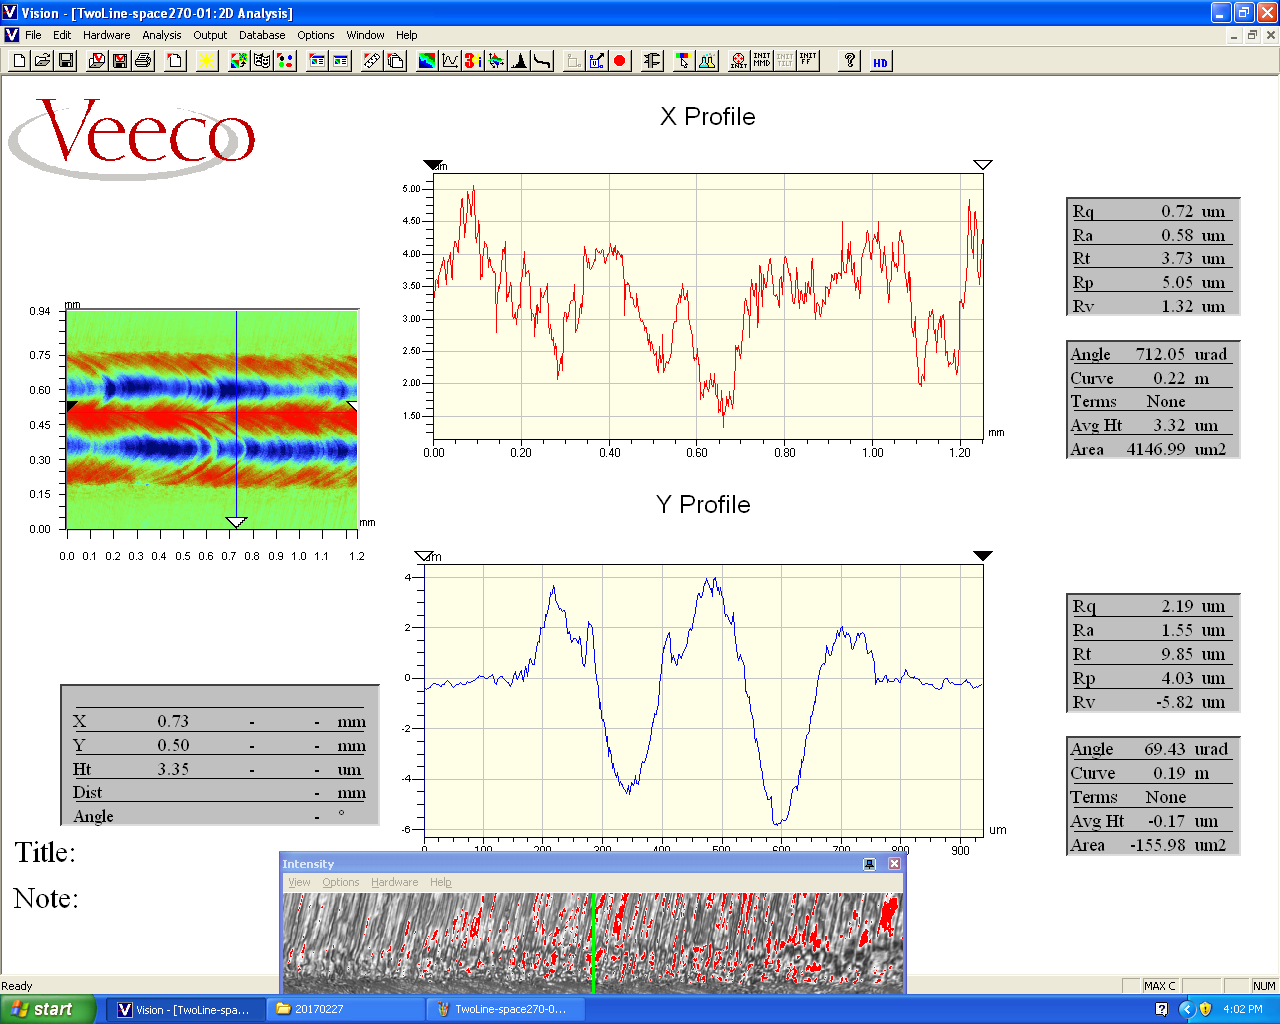 Vision - [TwoLine-space270-01:2D Analysis]
File Edit Hardware Analysis Output Database Options Window Help
INIT INIT MMD INIT TILT INIT FF ? HD
Veeco
X Profile
um
5.00
4.50
4.00
3.50
3.00
2.50
2.00
1.50
0.00 0.20 0.40 0.60 0.80 1.00 1.20
mm
Rq 0.72 um
Ra 0.58 um
Rt 3.73 um
Rp 5.05 um
Rv 1.32 um
Angle 712.05 urad
Curve 0.22 m
Terms None
Avg Ht 3.32 um
Area 4146.99 um2
mm
0.94
0.75
0.60
0.45
0.30
0.15
0.00
mm
0.0 0.1 0.2 0.3 0.4 0.5 0.6 0.7 0.8 0.9 1.0 1.1 1.2
Y Profile
um
4
2
0
-2
-4
-6
um
0 100 200 300 400 500 600 700 800 900
Rq 2.19 um
Ra 1.55 um
Rt 9.85 um
Rp 4.03 um
Rv -5.82 um
Angle 69.43 urad
Curve 0.19 m
Terms None
Avg Ht -0.17 um
Area -155.98 um2
X 0.73 - - mm
Y 0.50 - - mm
Ht 3.35 - - um
Dist - mm
Angle - °
Title:
Note:
Intensity
View Options Hardware Help
Ready
MAX C
NUM
start
Vision - [TwoLine-spa...
20170227
TwoLine-space270-0...
4:02 PM